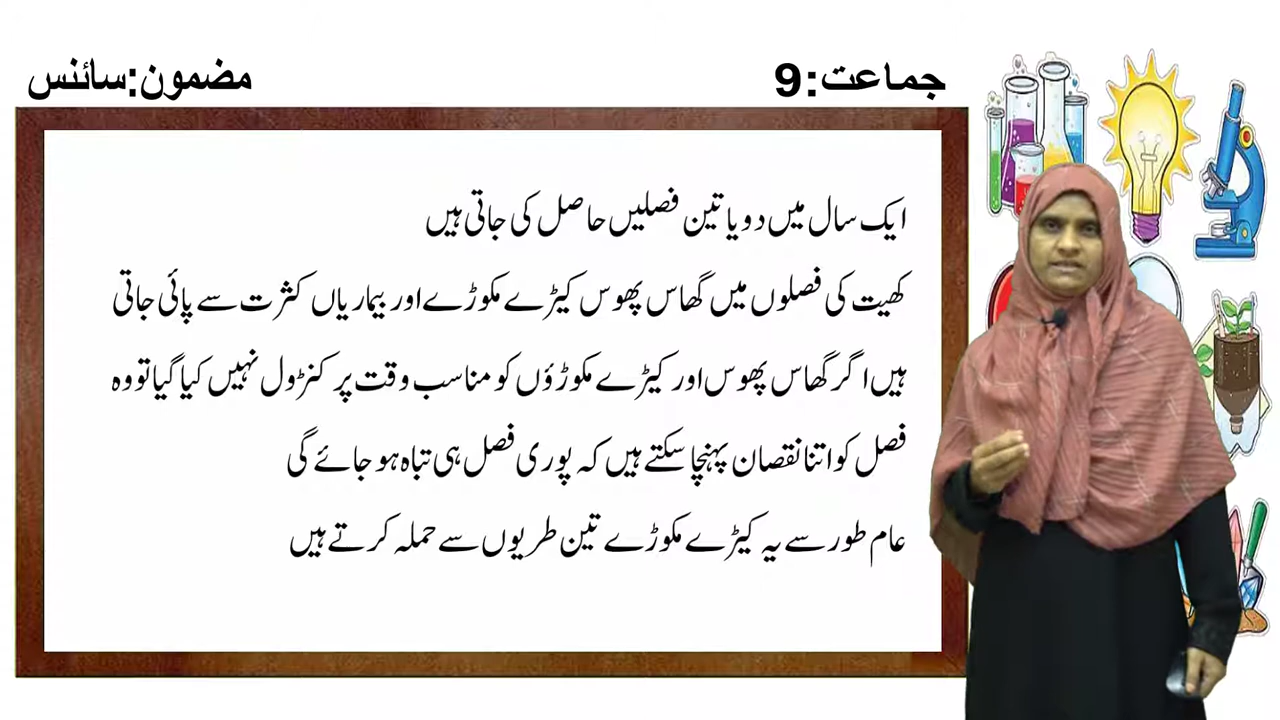 جماعت:9
مضمون:سائنس
ایک سال میں دو یا تین فصلیں حاصل کی جاتی ہیں
کھیت کی فصلوں میں گھاس پھوس کیڑے مکوڑے اور بیماریاں کثرت سے پائی جاتی
ہیں اگر گھاس پھوس اور کیڑے مکوڑوں کو مناسب وقت پر کنٹرول نہیں کیا گیا تو وہ
فصل کو اتنا نقصان پہنچا سکتے ہیں کہ پوری فصل ہی تباہ ہو جائے گی
عام طور سے یہ کیڑے مکوڑے تین طریوں سے حملہ کرتے ہیں